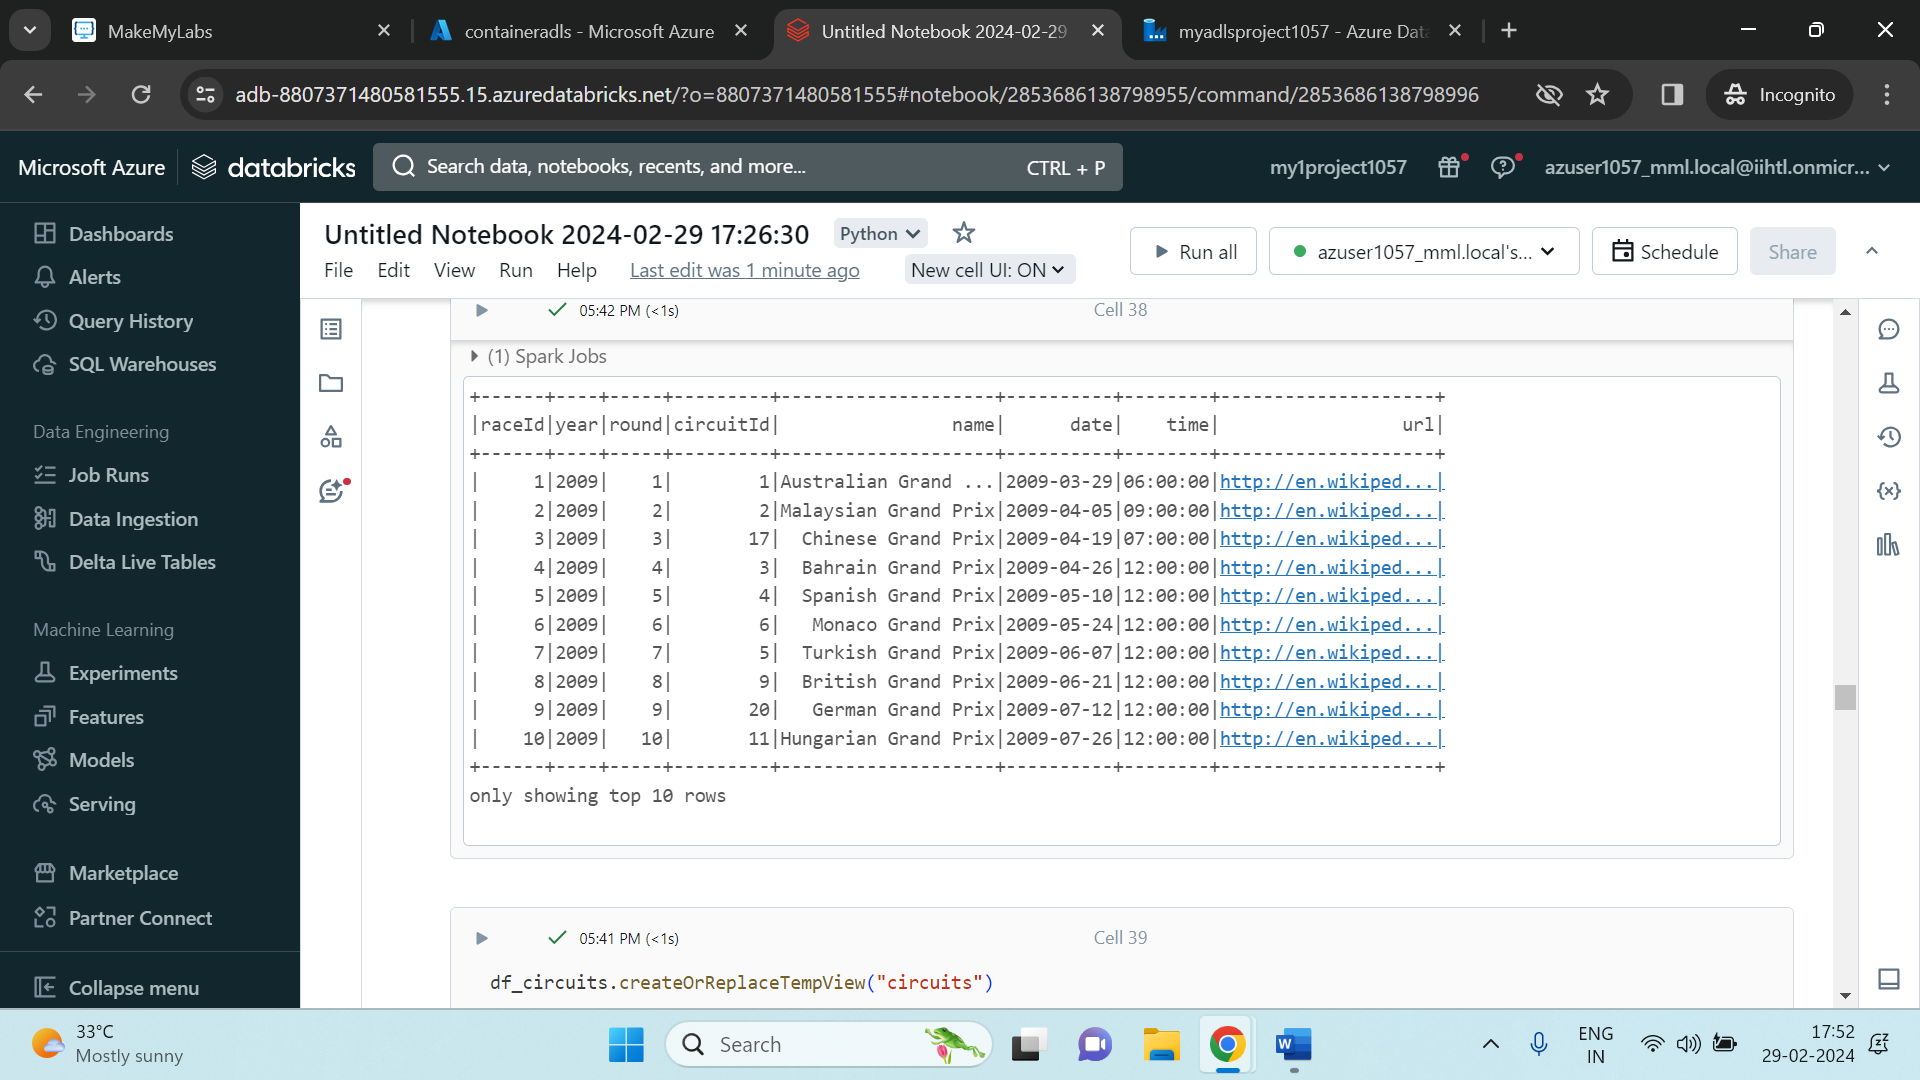 MakeMyLabs
containeradls - Microsoft Azure
Untitled Notebook 2024-02-29
myadlsproject1057 - Azure Data
adb-8807371480581555.15.azuredatabricks.net/?o=8807371480581555#notebook/2853686138798955/command/2853686138798996
Incognito
Microsoft Azure
databricks
Search data, notebooks, recents, and more...
CTRL + P
my1project1057
azuser1057_mml.local@iihtl.onmicr...
Dashboards
Alerts
Query History
SQL Warehouses
Data Engineering
Job Runs
Data Ingestion
Delta Live Tables
Machine Learning
Experiments
Features
Models
Serving
Marketplace
Partner Connect
Collapse menu
Untitled Notebook 2024-02-29 17:26:30
Python
Run all
azuser1057_mml.local's...
Schedule
Share
File Edit View Run Help
Last edit was 1 minute ago
New cell UI: ON
05:42 PM (<1s)
Cell 38
(1) Spark Jobs
+------+----+-----+---------+--------------------+----------+--------+--------------------+
|raceId|year|round|circuitId|                name|      date|    time|                 url|
+------+----+-----+---------+--------------------+----------+--------+--------------------+
|     1|2009|    1|        1|Australian Grand ...|2009-03-29|06:00:00|http://en.wikiped...|
|     2|2009|    2|        2|Malaysian Grand Prix|2009-04-05|09:00:00|http://en.wikiped...|
|     3|2009|    3|       17|  Chinese Grand Prix|2009-04-19|07:00:00|http://en.wikiped...|
|     4|2009|    4|        3|  Bahrain Grand Prix|2009-04-26|12:00:00|http://en.wikiped...|
|     5|2009|    5|        4|  Spanish Grand Prix|2009-05-10|12:00:00|http://en.wikiped...|
|     6|2009|    6|        6|   Monaco Grand Prix|2009-05-24|12:00:00|http://en.wikiped...|
|     7|2009|    7|        5|  Turkish Grand Prix|2009-06-07|12:00:00|http://en.wikiped...|
|     8|2009|    8|        9|  British Grand Prix|2009-06-21|12:00:00|http://en.wikiped...|
|     9|2009|    9|       20|   German Grand Prix|2009-07-12|12:00:00|http://en.wikiped...|
|    10|2009|   10|       11|Hungarian Grand Prix|2009-07-26|12:00:00|http://en.wikiped...|
+------+----+-----+---------+--------------------+----------+--------+--------------------+
only showing top 10 rows
05:41 PM (<1s)
Cell 39
df_circuits.createOrReplaceTempView("circuits")
33°C
Mostly sunny
Search
ENG
IN
17:52
29-02-2024